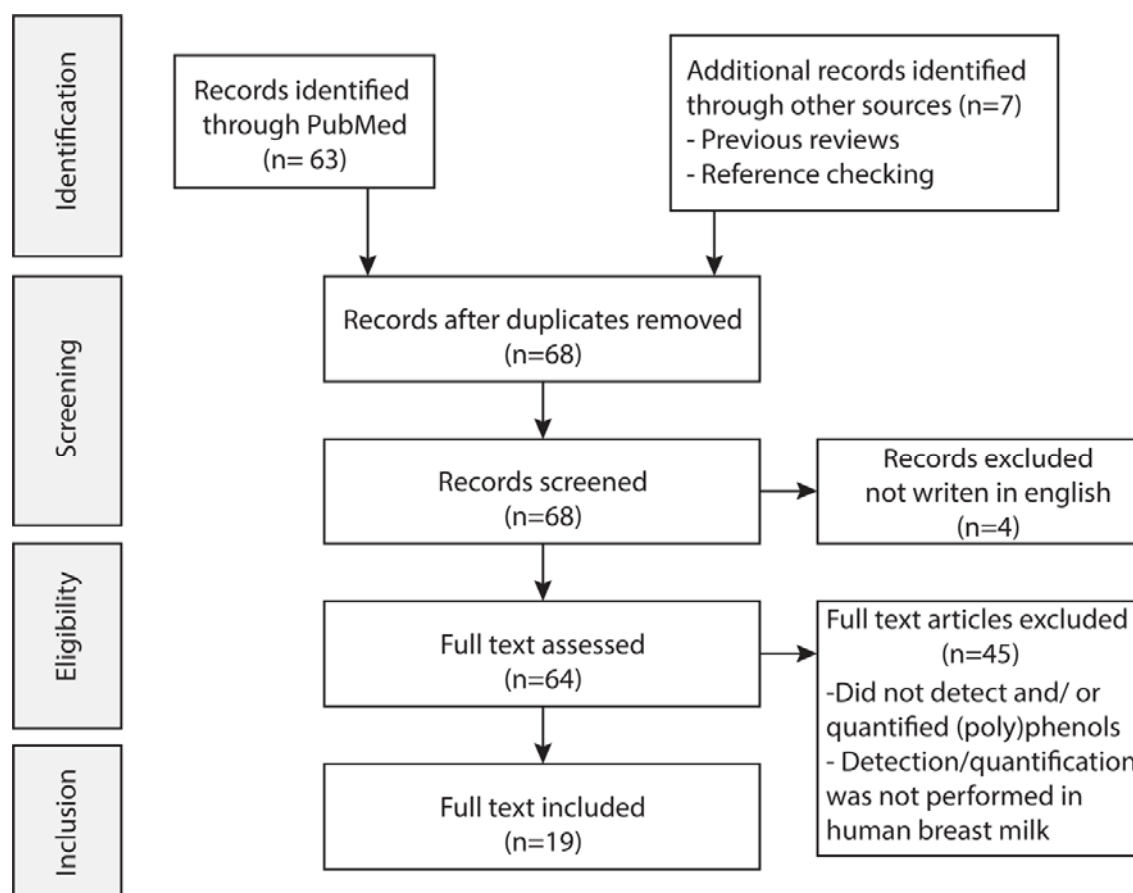 Identification
Records identified
through PubMed
(n= 63)
Additional records identified
through other sources (n=7)
- Previous reviews
- Reference checking
Screening
Records after duplicates removed
(n=68)
Records screened
(n=68)
Records excluded
not writen in english
(n=4)
Eligibility
Full text assessed
(n=64)
Full text articles excluded
(n=45)
-Did not detect and/ or
quantified (poly)phenols
- Detection/quantification
was not performed in
human breast milk
Inclusion
Full text included
(n=19)